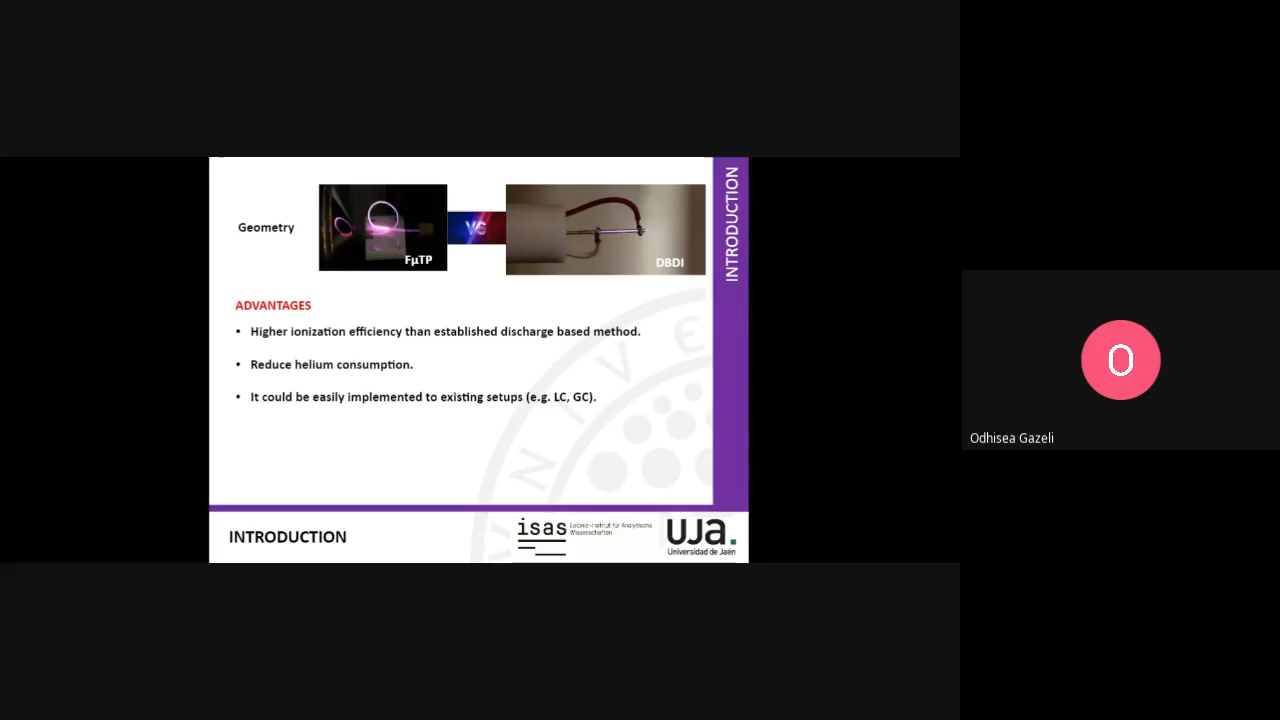 INTRODUCTION
Geometry
FµTP
VS
DBDI
ADVANTAGES
• Higher ionization efficiency than established discharge based method.
• Reduce helium consumption.
• It could be easily implemented to existing setups (e.g. LC, GC).
INTRODUCTION
isas
Leibniz-Institut für Analytische
Wissenschaften
UJa.
Universidad de Jaén
O
Odhisea Gazeli